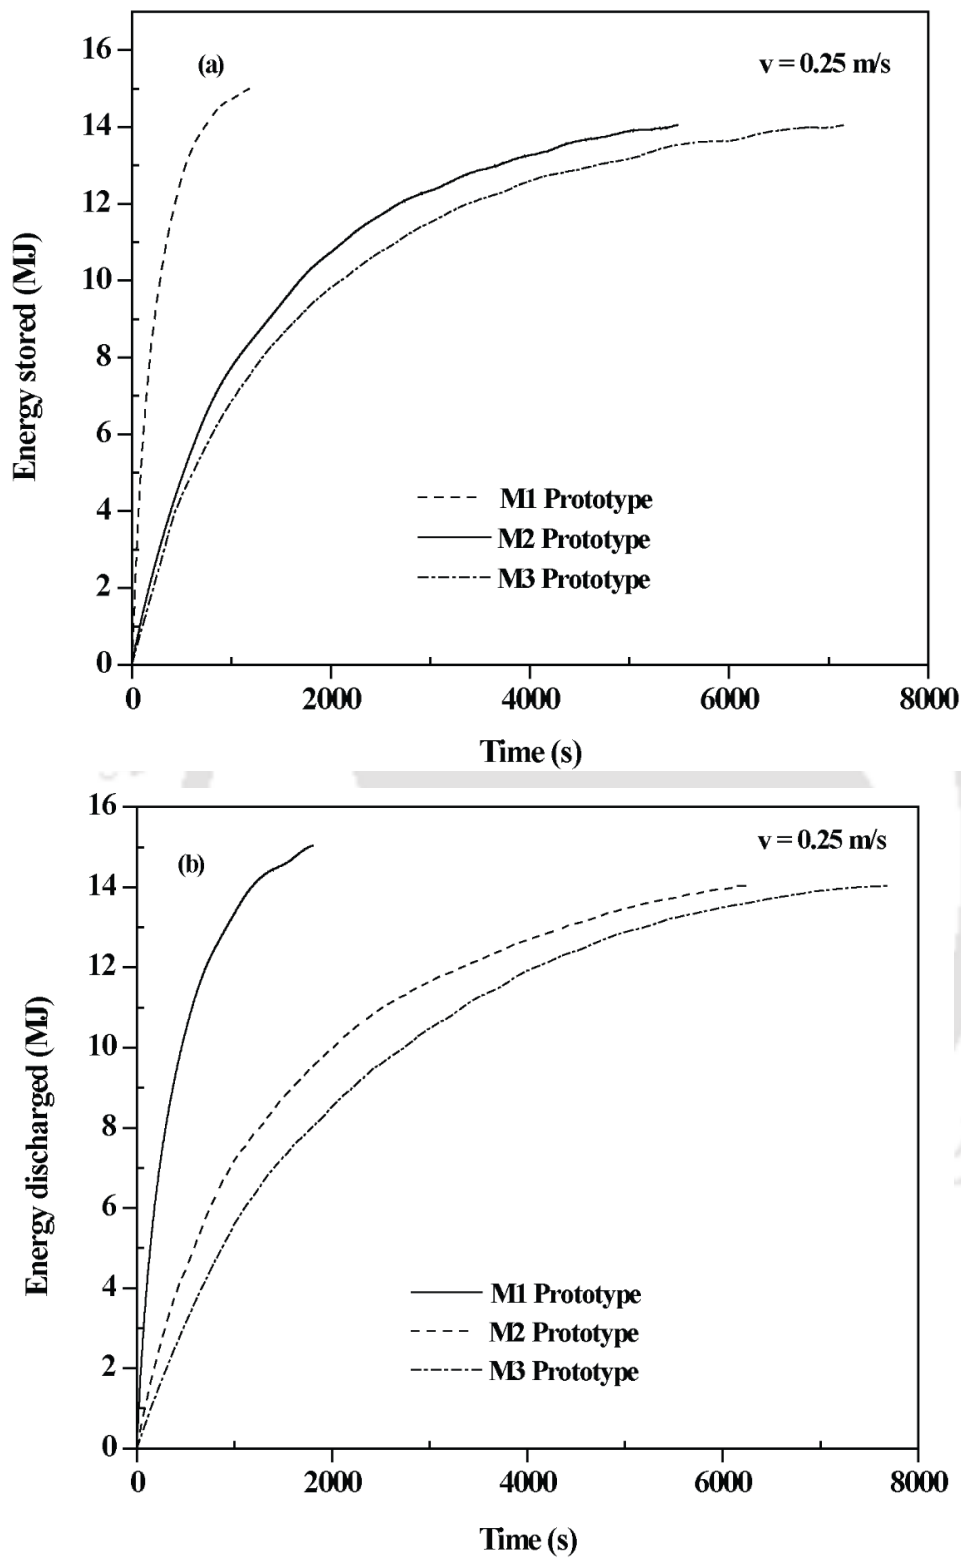 16
(a)
v = 0.25 m/s
14
12
10
8
6
4
2
0
Energy stored (MJ)
M1 Prototype
M2 Prototype
M3 Prototype
0 2000 4000 6000 8000
Time (s)
16
(b)
v = 0.25 m/s
14
12
10
8
6
4
2
0
Energy discharged (MJ)
M1 Prototype
M2 Prototype
M3 Prototype
0 2000 4000 6000 8000
Time (s)